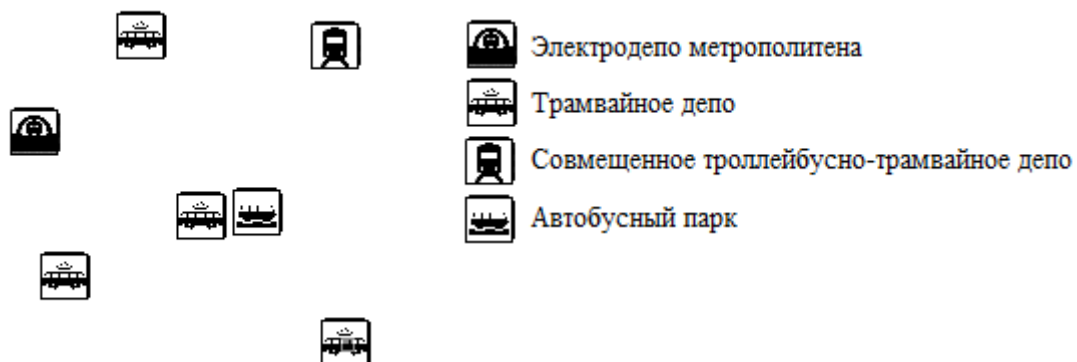 Электродепо метрополитена
Трамвайное депо
Совмещенное троллейбусно-трамвайное депо
Автобусный парк